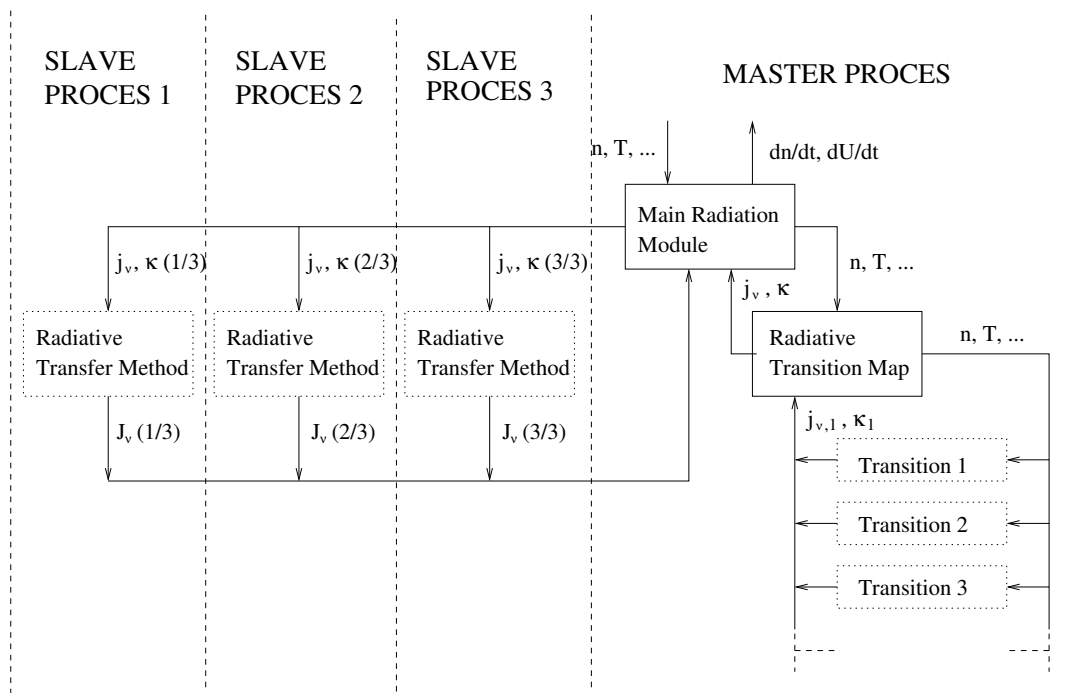 SLAVE
PROCES 1
SLAVE
PROCES 2
SLAVE
PROCES 3
MASTER PROCES
n, T, ...
dn/dt, dU/dt
Main Radiation
Module
jν, κ (1/3)
jν, κ (2/3)
jν, κ (3/3)
n, T, ...
jν , κ
Radiative
Transfer Method
Radiative
Transfer Method
Radiative
Transfer Method
Radiative
Transition Map
n, T, ...
Jν (1/3)
Jν (2/3)
Jν (3/3)
jν,1 , κ1
Transition 1
Transition 2
Transition 3